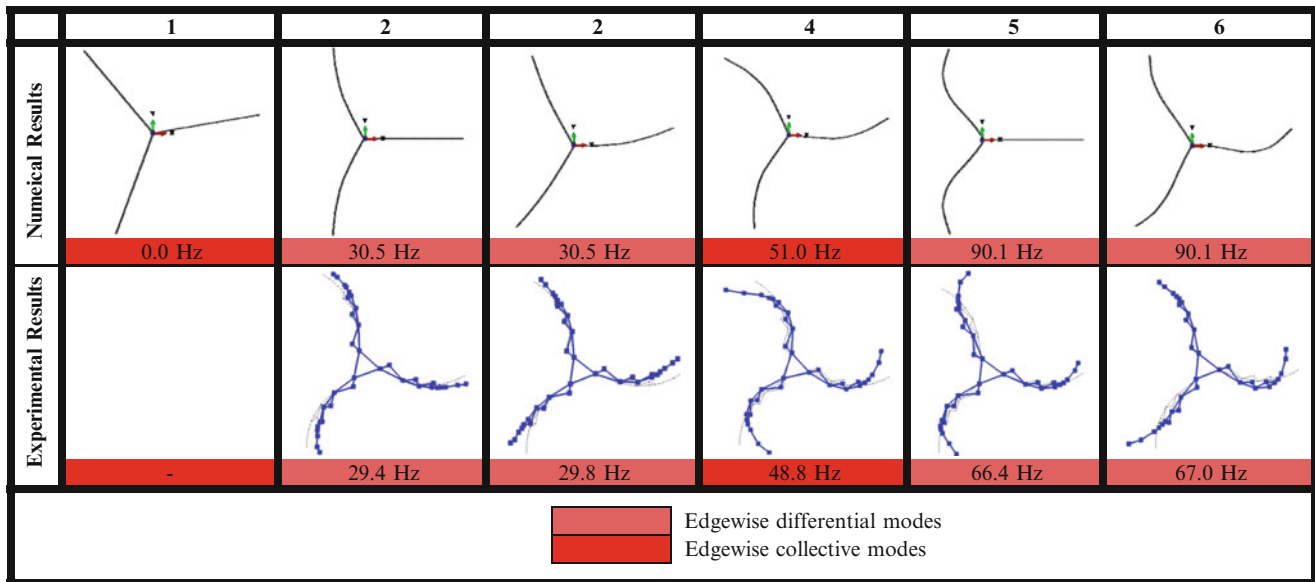 1 2 2 4 5 6
Numeical Results
Y X Y X Y X Y X Y X Y X
0.0 Hz 30.5 Hz 30.5 Hz 51.0 Hz 90.1 Hz 90.1 Hz
Experimental Results
- 29.4 Hz 29.8 Hz 48.8 Hz 66.4 Hz 67.0 Hz
Edgewise differential modes
Edgewise collective modes